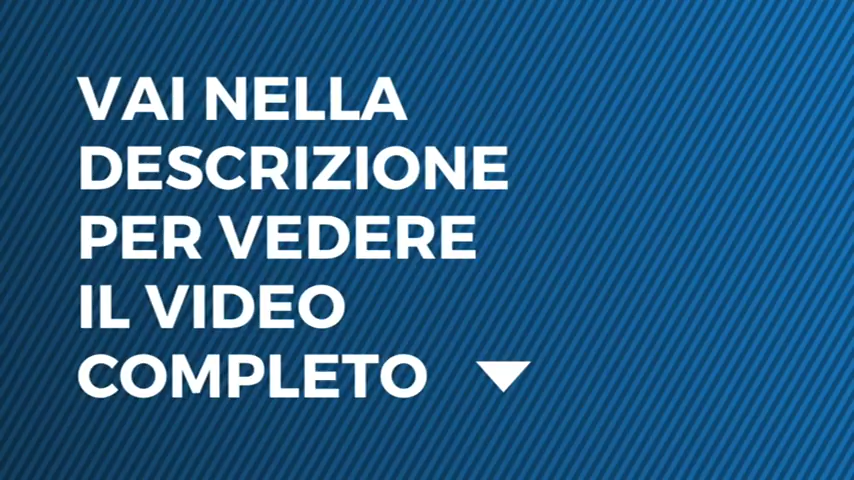 VAI NELLA
DESCRIZIONE
PER VEDERE
IL VIDEO
COMPLETO